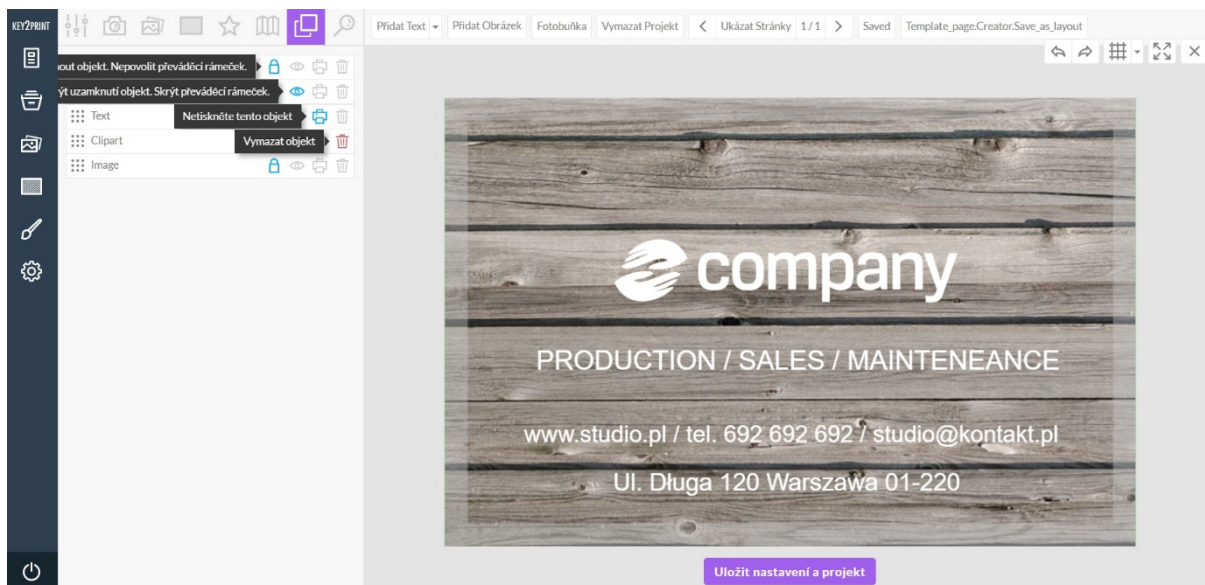 KEY2PRINT
Přidat Text
Přidat Obrázek
Fotobuňka
Vymazat Projekt
Ukázat Stránky 1 / 1
Saved
Template_page.Creator.Save_as_layout
out objekt. Nepovolit převáděcí rámeček.
ýt uzamknutí objekt. Skrýt převáděcí rámeček.
Text
Netiskněte tento objekt
Clipart
Vymazat objekt
Image
company
PRODUCTION / SALES / MAINTENEANCE
www.studio.pl / tel. 692 692 692 / studio@kontakt.pl
Ul. Długa 120 Warszawa 01-220
Uložit nastavení a projekt